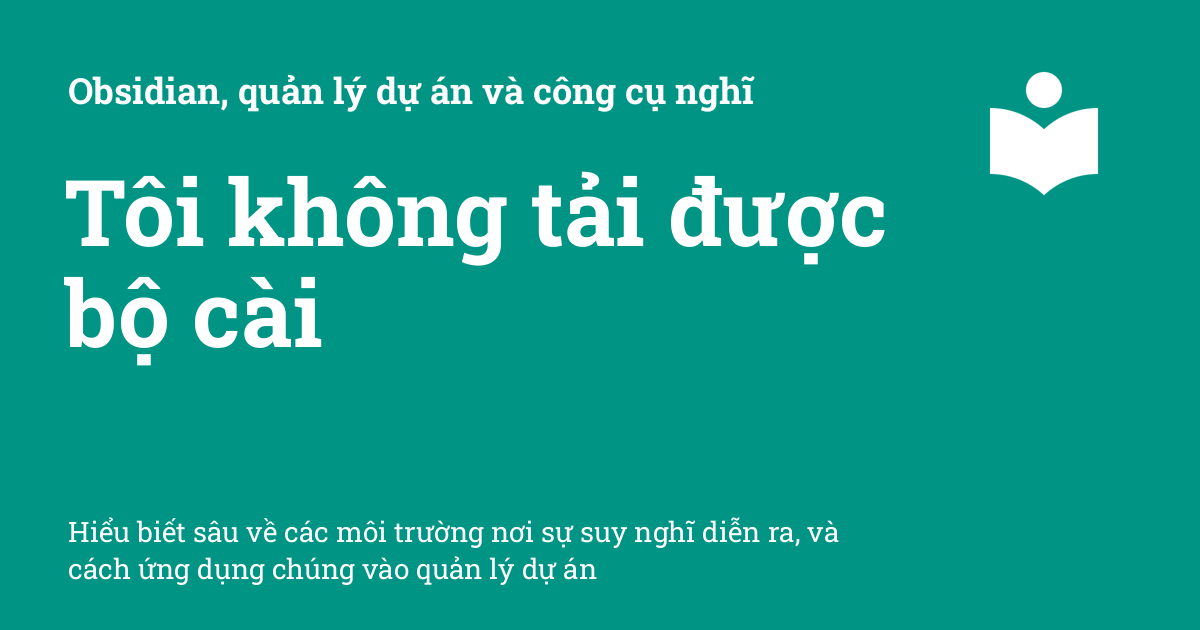 Obsidian, quản lý dự án và công cụ nghĩ
Tôi không tải được
bộ cài
Hiểu biết sâu về các môi trường nơi sự suy nghĩ diễn ra, và
cách ứng dụng chúng vào quản lý dự án